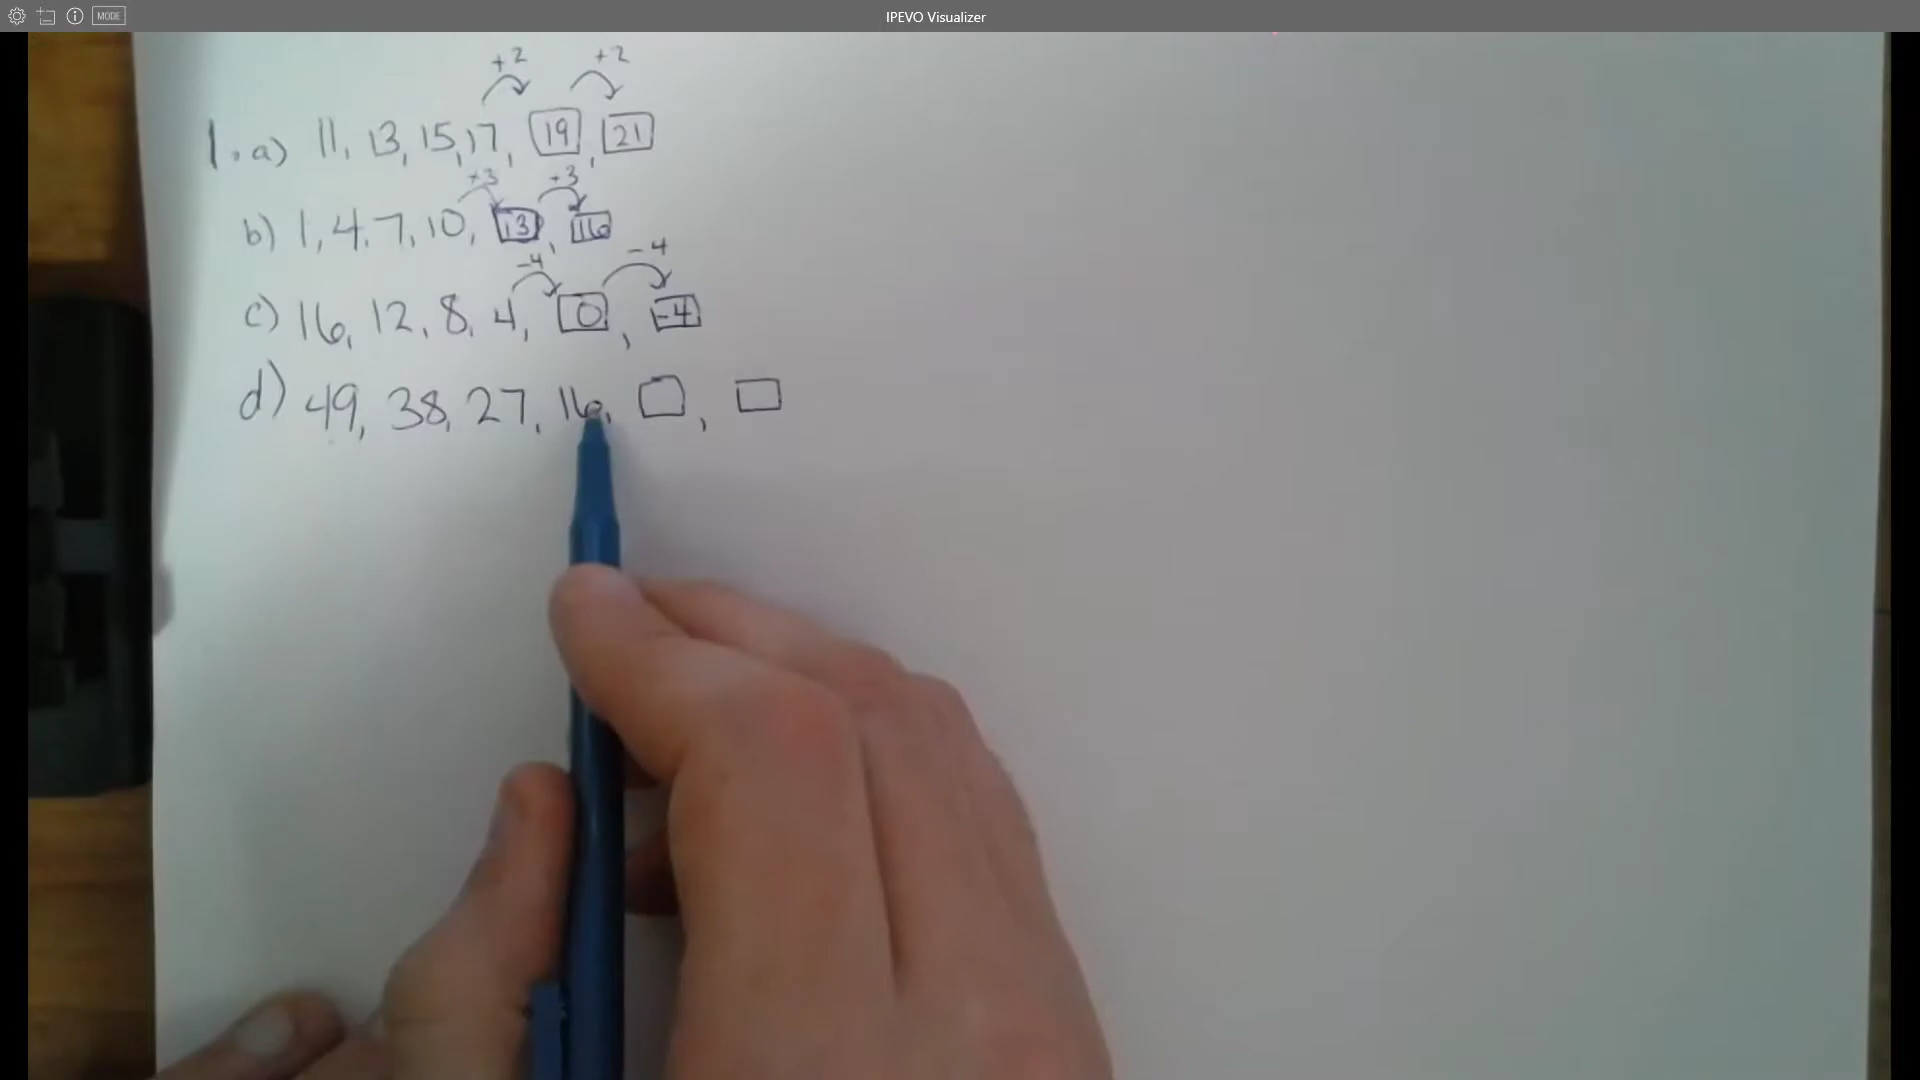 MODE IPEVO Visualizer
+2 +2
1. a) 11, 13, 15, 17, 19, 21
+3 +3
b) 1, 4, 7, 10, 13, 16
-4 -4
c) 16, 12, 8, 4, 0, -4
d) 49, 38, 27, 16, ,